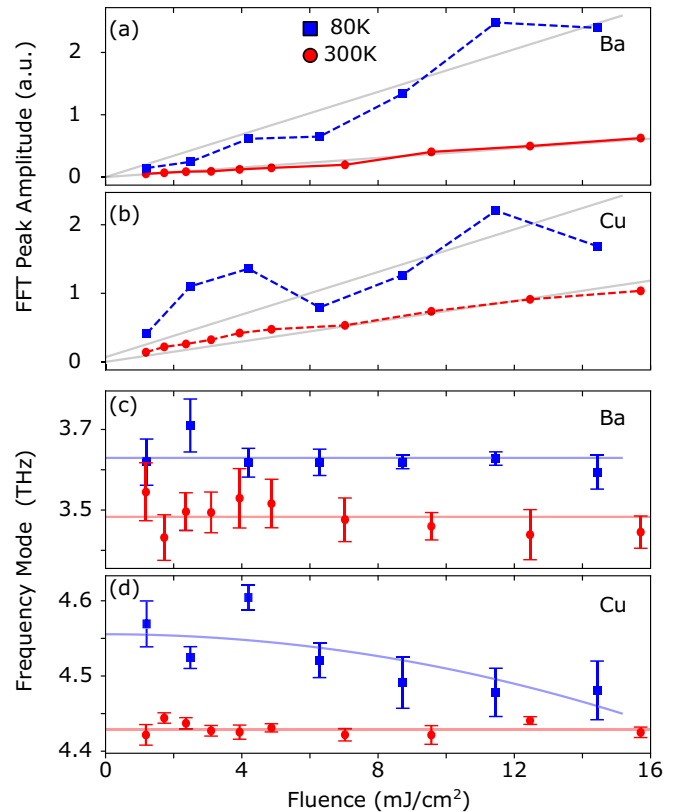 (a)
80K
300K
Ba
2
1
0
(b)
Cu
2
1
0
FFT Peak Amplitude (a.u.)
(c)
Ba
3.7
3.5
(d)
Cu
4.6
4.5
4.4
Frequency Mode (THz)
0 4 8 12 16
Fluence (mJ/cm²)